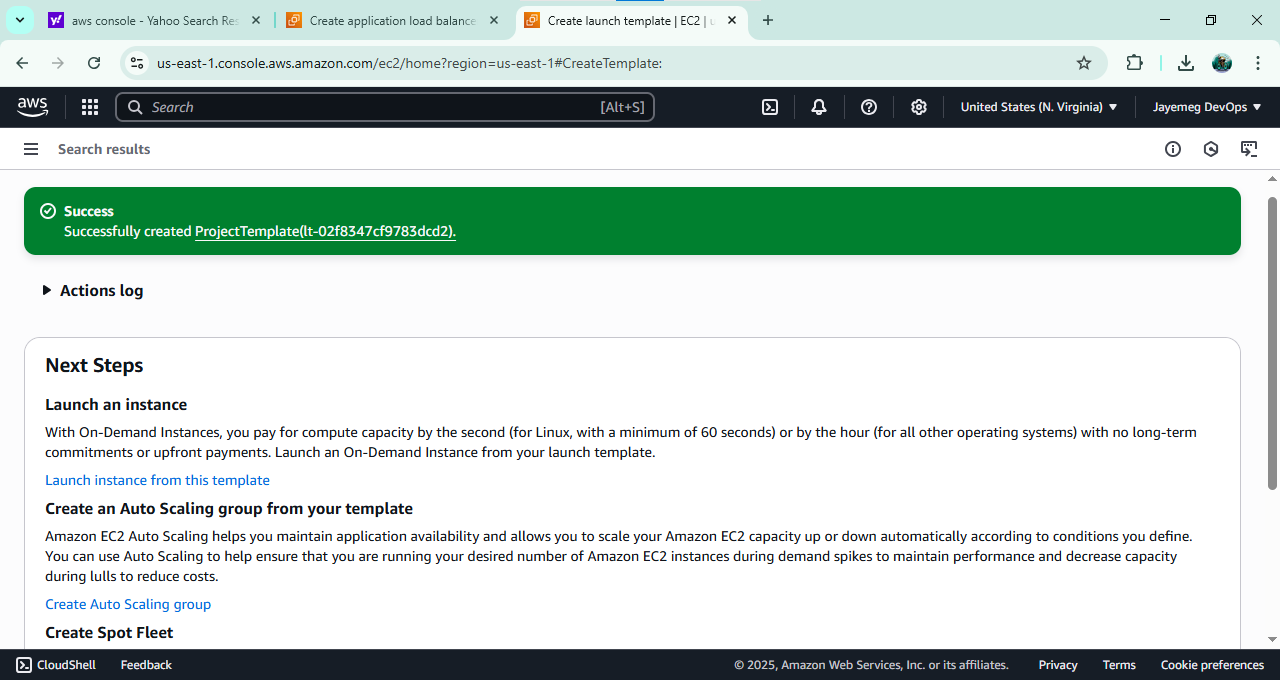 aws console - Yahoo Search Res
Create application load balance
Create launch template | EC2 | u
us-east-1.console.aws.amazon.com/ec2/home?region=us-east-1#CreateTemplate:
aws
Search
[Alt+S]
United States (N. Virginia)
Jayemeg DevOps
Search results
Success
Successfully created ProjectTemplate(lt-02f8347cf9783dcd2).
Actions log
Next Steps
Launch an instance
With On-Demand Instances, you pay for compute capacity by the second (for Linux, with a minimum of 60 seconds) or by the hour (for all other operating systems) with no long-term
commitments or upfront payments. Launch an On-Demand Instance from your launch template.
Launch instance from this template
Create an Auto Scaling group from your template
Amazon EC2 Auto Scaling helps you maintain application availability and allows you to scale your Amazon EC2 capacity up or down automatically according to conditions you define.
You can use Auto Scaling to help ensure that you are running your desired number of Amazon EC2 instances during demand spikes to maintain performance and decrease capacity
during lulls to reduce costs.
Create Auto Scaling group
Create Spot Fleet
CloudShell
Feedback
© 2025, Amazon Web Services, Inc. or its affiliates.
Privacy
Terms
Cookie preferences